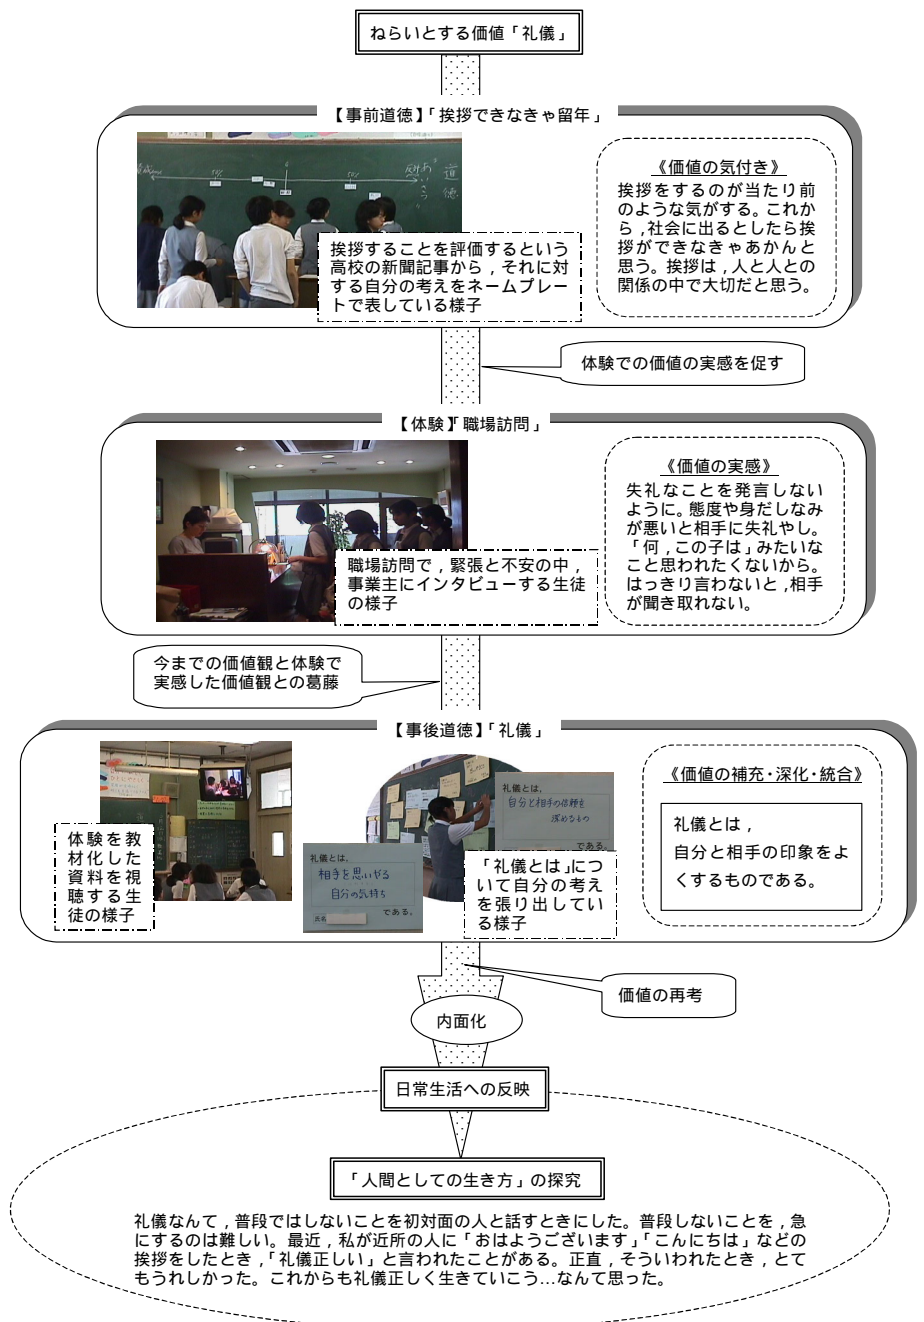 ねらいとする価値「礼儀」
【事前道徳】「挨拶できなきゃ留年」
道徳
あいさつ
反対
50%
50%
挨拶することを評価するという
高校の新聞記事から，それに対
する自分の考えをネームプレー
トで表している様子
《価値の気付き》
挨拶をするのが当たり前
のような気がする。これか
ら，社会に出るとしたら挨
拶ができなきゃあかんと
思う。挨拶は，人と人との
関係の中で大切だと思う。
体験での価値の実感を促す
【体験】「職場訪問」
職場訪問で，緊張と不安の中，
事業主にインタビューする生徒
の様子
《価値の実感》
失礼なことを発言しない
ように。態度や身だしなみ
が悪いと相手に失礼やし。
「何，この子は」みたいな
こと思われたくないから。
はっきり言わないと，相手
が聞き取れない。
今までの価値観と体験で
実感した価値観との葛藤
【事後道徳】「礼儀」
体験を教
材化した
資料を視
聴する生
徒の様子
礼儀とは，
相手を思いやる
自分の気持ち
である。
氏名
礼儀とは，
自分と相手の信頼を
深めるもの
である。
「礼儀とは」につ
いて自分の考え
を張り出してい
る様子
《価値の補充・深化・統合》
礼儀とは，
自分と相手の印象をよ
くするものである。
価値の再考
内面化
日常生活への反映
「人間としての生き方」の探究
礼儀なんて，普段ではしないことを初対面の人と話すときにした。普段しないことを，急
にするのは難しい。最近，私が近所の人に「おはようございます」「こんにちは」などの
挨拶をしたとき，「礼儀正しい」と言われたことがある。正直，そういわれたとき，とて
もうれしかった。これからも礼儀正しく生きていこう…なんて思った。